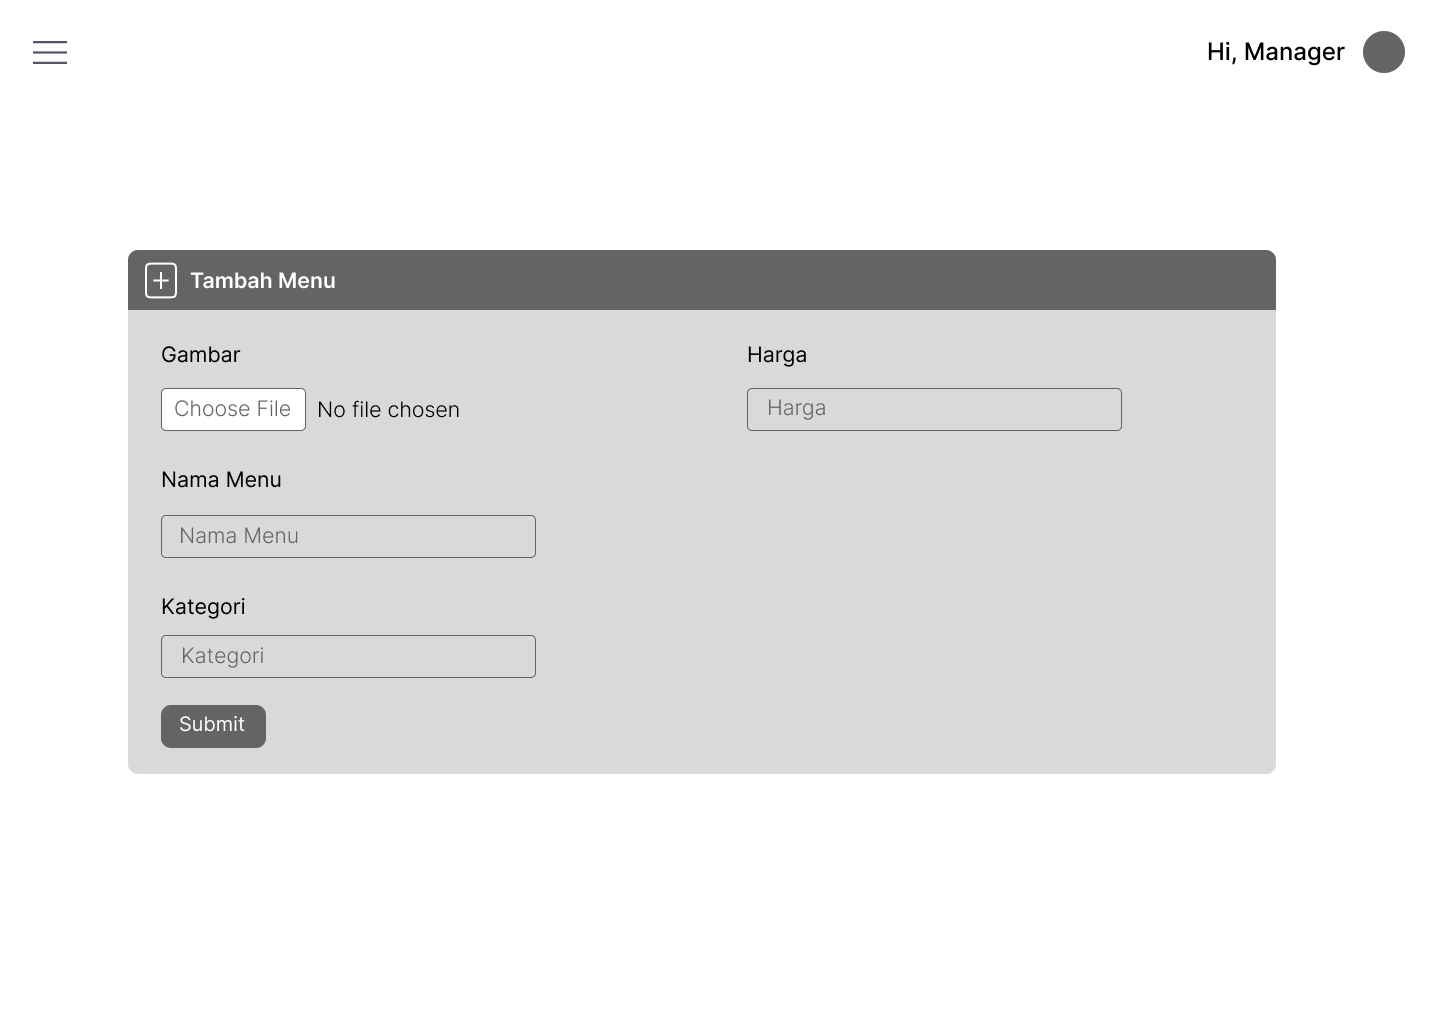 Hi, Manager
Tambah Menu
Gambar
Choose File No file chosen
Nama Menu
Nama Menu
Kategori
Kategori
Submit
Harga
Harga